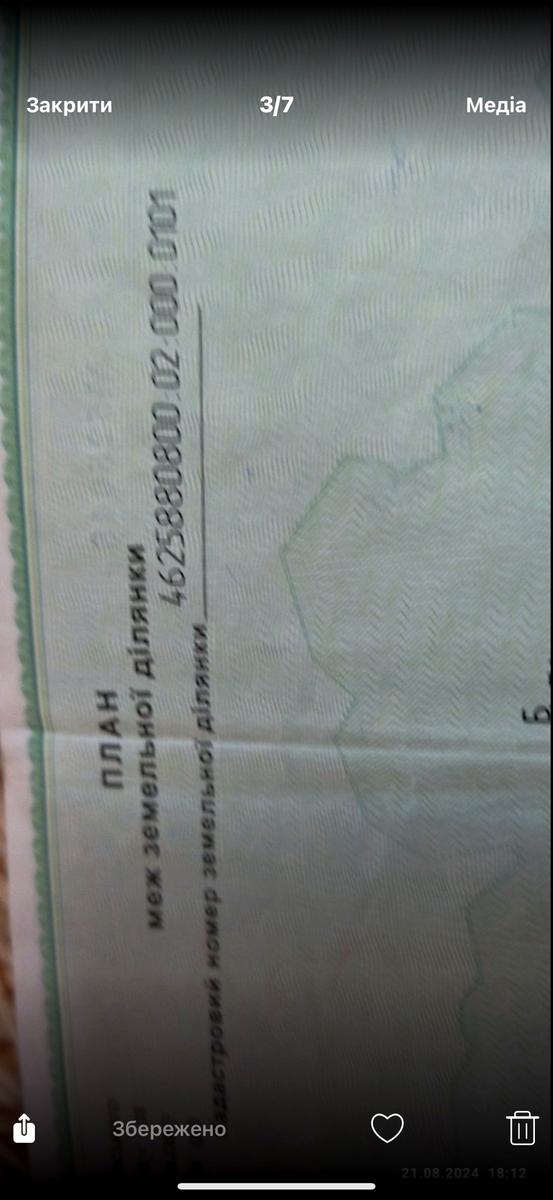 Закрити
3/7
Медіа
ПЛАН
меж земельної ділянки
4625880800:02:000:0101
адастровий номер земельної ділянки
Б
Збережено
21.08.2024 18:12